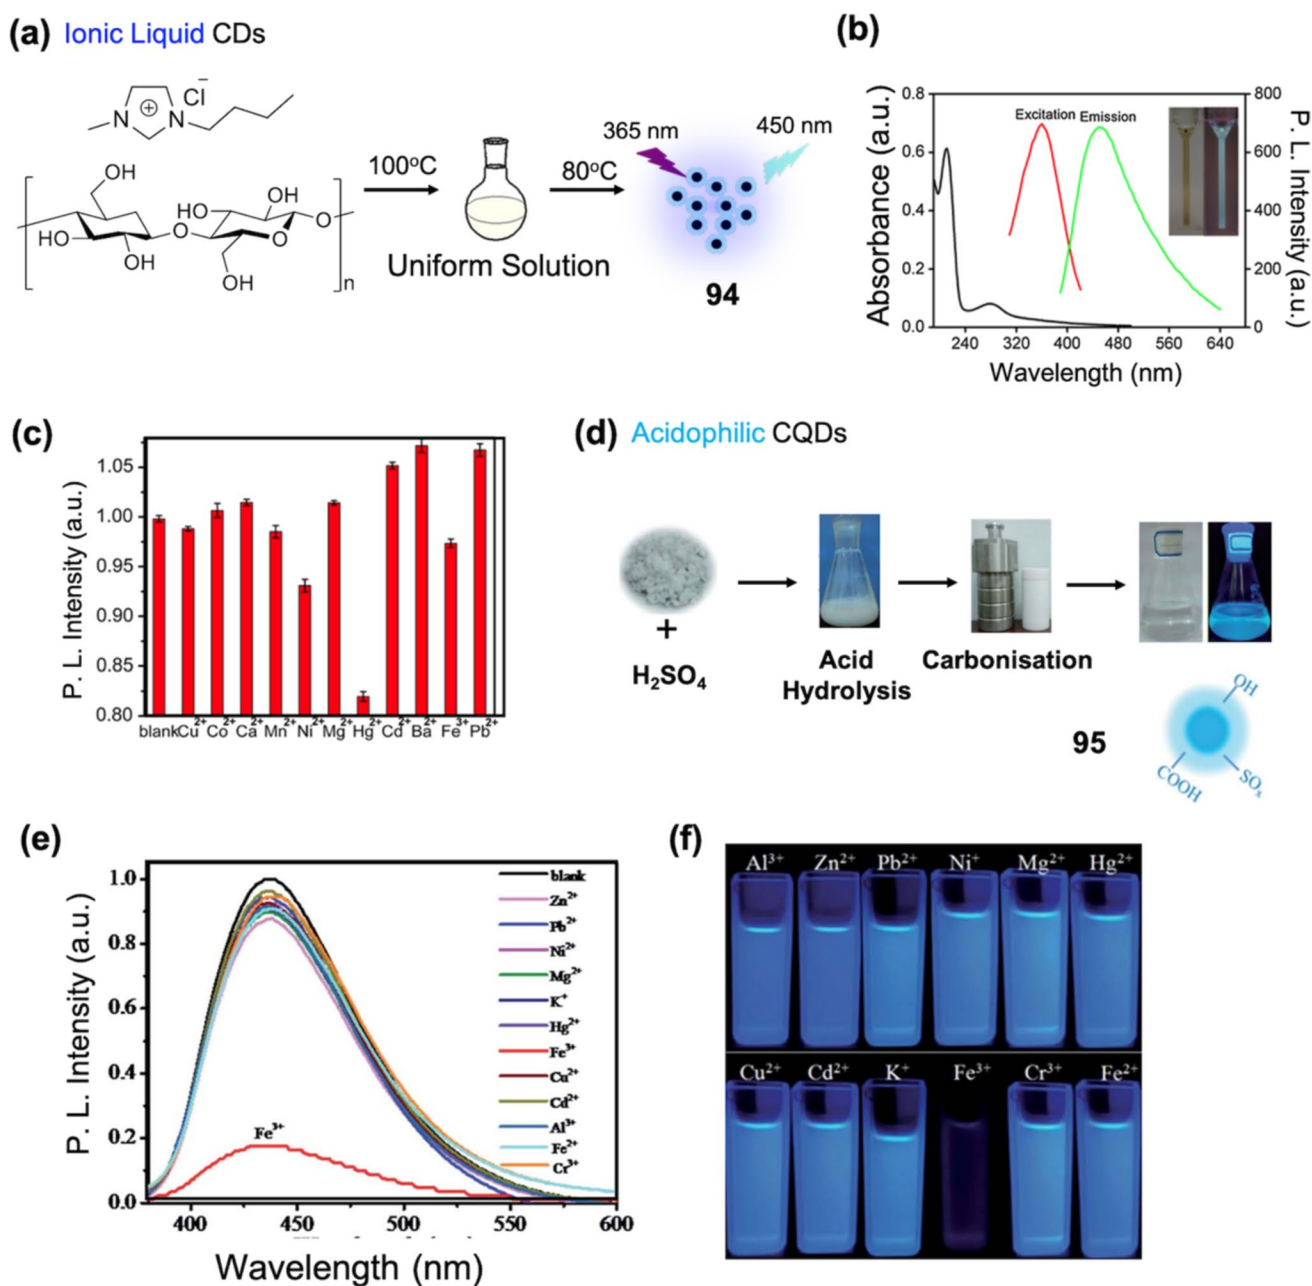 (a) Ionic Liquid CDs
Cl⁻
N
⊕
N
OH
O
HO
OH
HO
OH
O
O
OH
n
100°C
Uniform Solution
80°C
365 nm
450 nm
94
(b)
Absorbance (a.u.)
0.8
0.6
0.4
0.2
0.0
Excitation
Emission
800
600
400
200
0
P. L. Intensity (a.u.)
240 320 400 480 560 640
Wavelength (nm)
(c)
P. L. Intensity (a.u.)
1.05
1.00
0.95
0.90
0.85
0.80
blank Cu²⁺ Co²⁺ Ca²⁺ Mn²⁺ Ni²⁺ Mg²⁺ Hg²⁺ Cd²⁺ Ba²⁺ Fe³⁺ Pb²⁺
(d) Acidophilic CQDs
+
H₂SO₄
Acid
Hydrolysis
Carbonisation
95
OH
COOH
SOₓ
(e)
P. L. Intensity (a.u.)
1.0
0.8
0.6
0.4
0.2
0.0
Fe³⁺
blank
Zn²⁺
Pb²⁺
Ni²⁺
Mg²⁺
K⁺
Hg²⁺
Fe³⁺
Cu²⁺
Cd²⁺
Al³⁺
Fe²⁺
Cr³⁺
400 450 500 550 600
Wavelength (nm)
(f)
Al³⁺ Zn²⁺ Pb²⁺ Ni⁺ Mg²⁺ Hg²⁺
Cu²⁺ Cd²⁺ K⁺ Fe³⁺ Cr³⁺ Fe²⁺